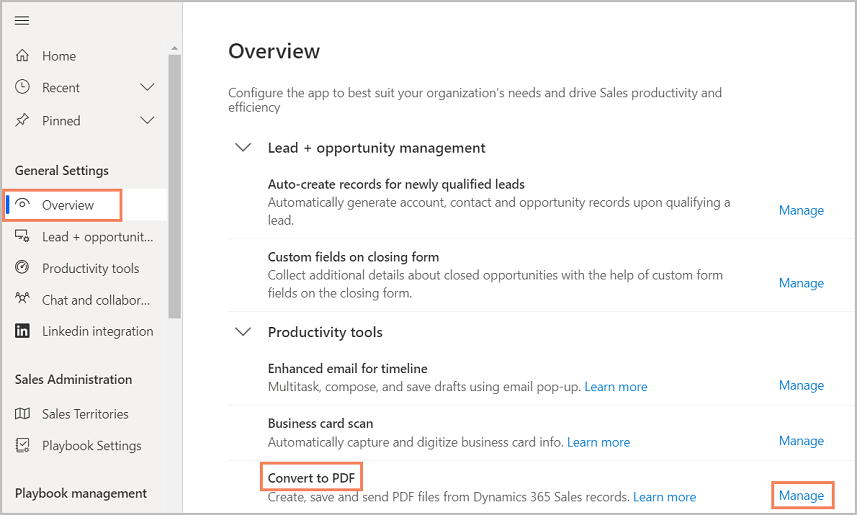 Home
Recent
Pinned
General Settings
Overview
Lead + opportunit...
Productivity tools
Chat and collabor...
in Linkedin integration
Sales Administration
Sales Territories
Playbook Settings
Playbook management
Overview
Configure the app to best suit your organization's needs and drive Sales productivity and
efficiency
Lead + opportunity management
Auto-create records for newly qualified leads
Automatically generate account, contact and opportunity records upon qualifying a
lead.
Manage
Custom fields on closing form
Collect additional details about closed opportunities with the help of custom form
fields on the closing form.
Manage
Productivity tools
Enhanced email for timeline
Multitask, compose, and save drafts using email pop-up. Learn more
Manage
Business card scan
Automatically capture and digitize business card info. Learn more
Manage
Convert to PDF
Create, save and send PDF files from Dynamics 365 Sales records. Learn more
Manage